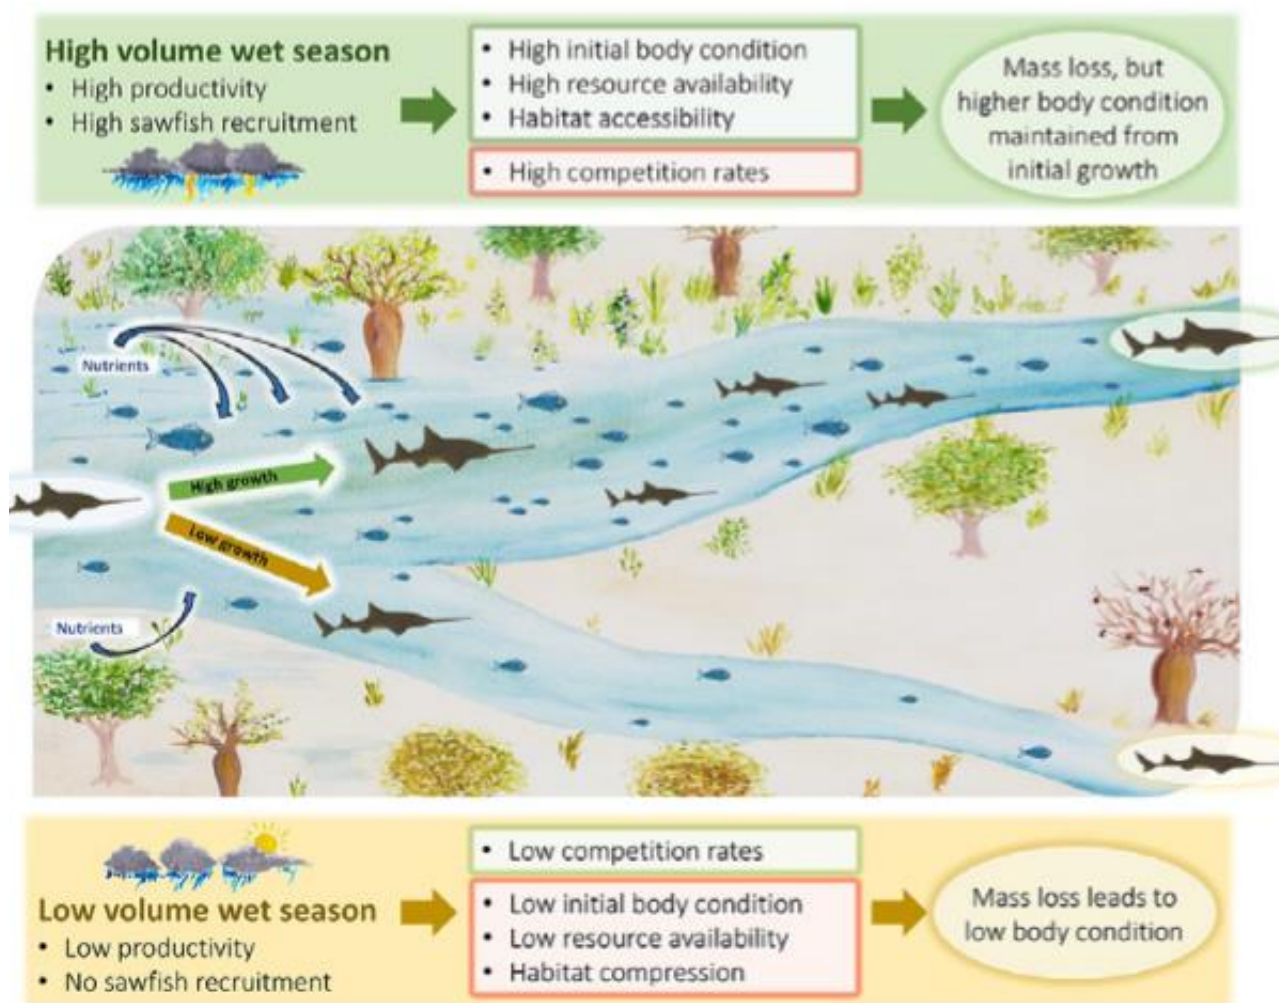 High volume wet season
• High productivity
• High sawfish recruitment
• High initial body condition
• High resource availability
• Habitat accessibility
• High competition rates
Mass loss, but
higher body condition
maintained from
initial growth
Nutrients
High growth
Low growth
Nutrients
Low volume wet season
• Low productivity
• No sawfish recruitment
• Low competition rates
• Low initial body condition
• Low resource availability
• Habitat compression
Mass loss leads to
low body condition